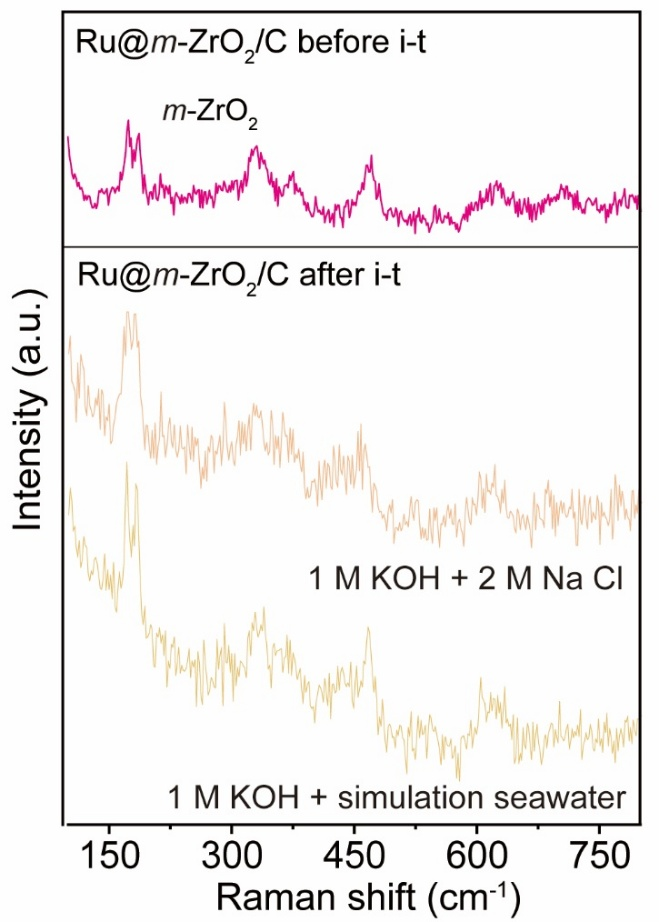 Ru@m-ZrO₂/C before i-t
m-ZrO₂
Ru@m-ZrO₂/C after i-t
1 M KOH + 2 M Na Cl
1 M KOH + simulation seawater
Intensity (a.u.)
150 300 450 600 750
Raman shift (cm⁻¹)